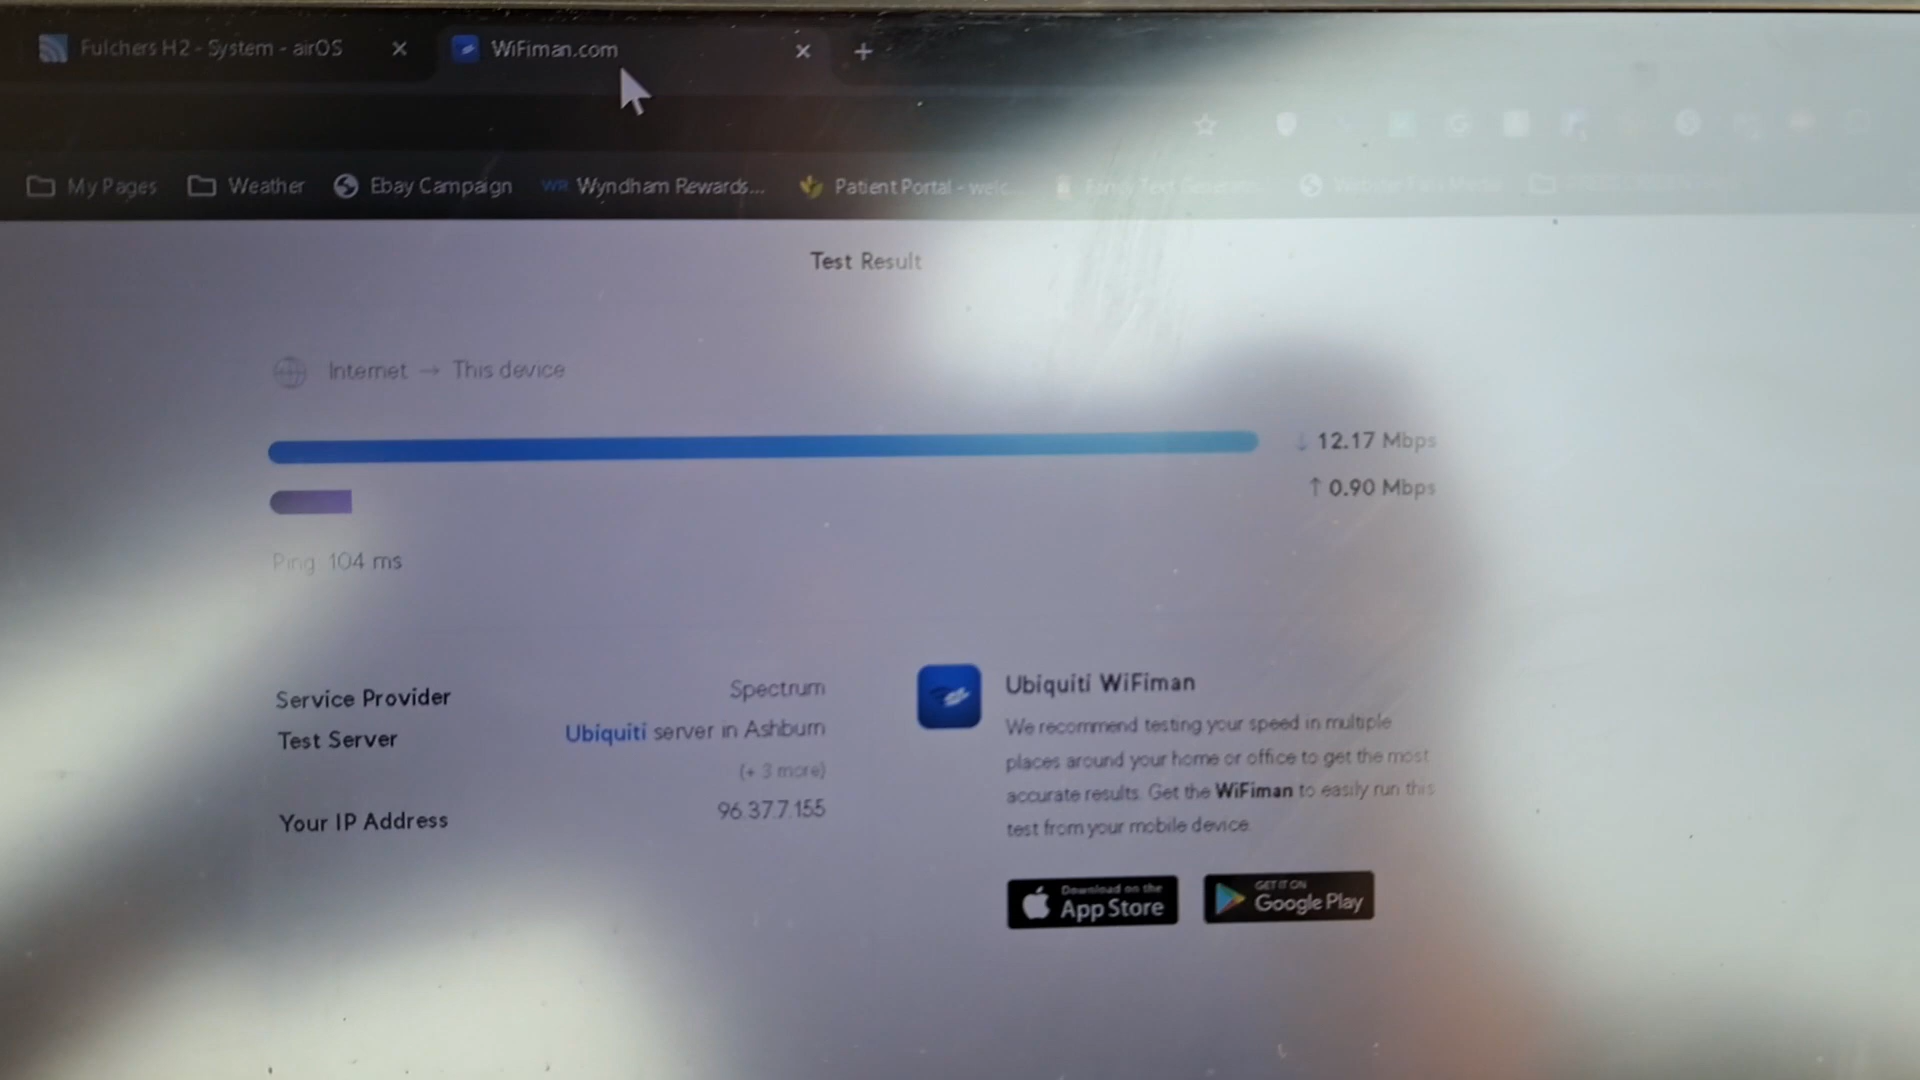 Fulchers H2 - System - airOS
WiFiman.com
My Pages
Weather
Ebay Campaign
WR Wyndham Rewards...
Patient Portal - welc
Test Result
Internet → This device
↓ 12.17 Mbps
↑ 0.90 Mbps
Ping 104 ms
Service Provider
Spectrum
Test Server
Ubiquiti server in Ashburn
(+ 3 more)
Your IP Address
96.37.7.155
Ubiquiti WiFiman
We recommend testing your speed in multiple
places around your home or office to get the most
accurate results. Get the WiFiman to easily run this
test from your mobile device.
Download on the
App Store
GET IT ON
Google Play